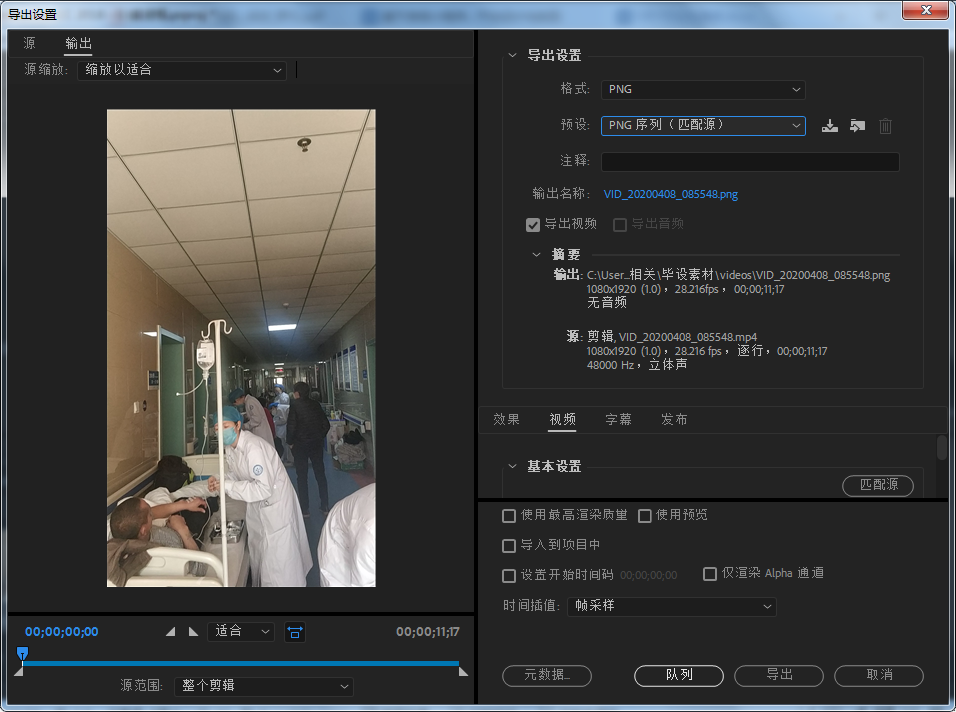 导出设置
源 输出
源缩放: 缩放以适合
导出设置
格式: PNG
预设: PNG 序列（匹配源）
注释:
输出名称: VID_20200408_085548.png
导出视频 导出音频
摘要
输出: C:\User...相关\毕设素材\videos\VID_20200408_085548.png
1080x1920 (1.0)，28.216fps，00;00;11;17
无音频
源: 剪辑, VID_20200408_085548.mp4
1080x1920 (1.0)，28.216 fps，逐行，00;00;11;17
48000 Hz，立体声
效果 视频 字幕 发布
基本设置
匹配源
使用最高渲染质量 使用预览
导入到项目中
设置开始时间码 00;00;00;00 仅渲染 Alpha 通道
时间插值: 帧采样
00;00;00;00 适合 00;00;11;17
源范围: 整个剪辑
元数据... 队列 导出 取消